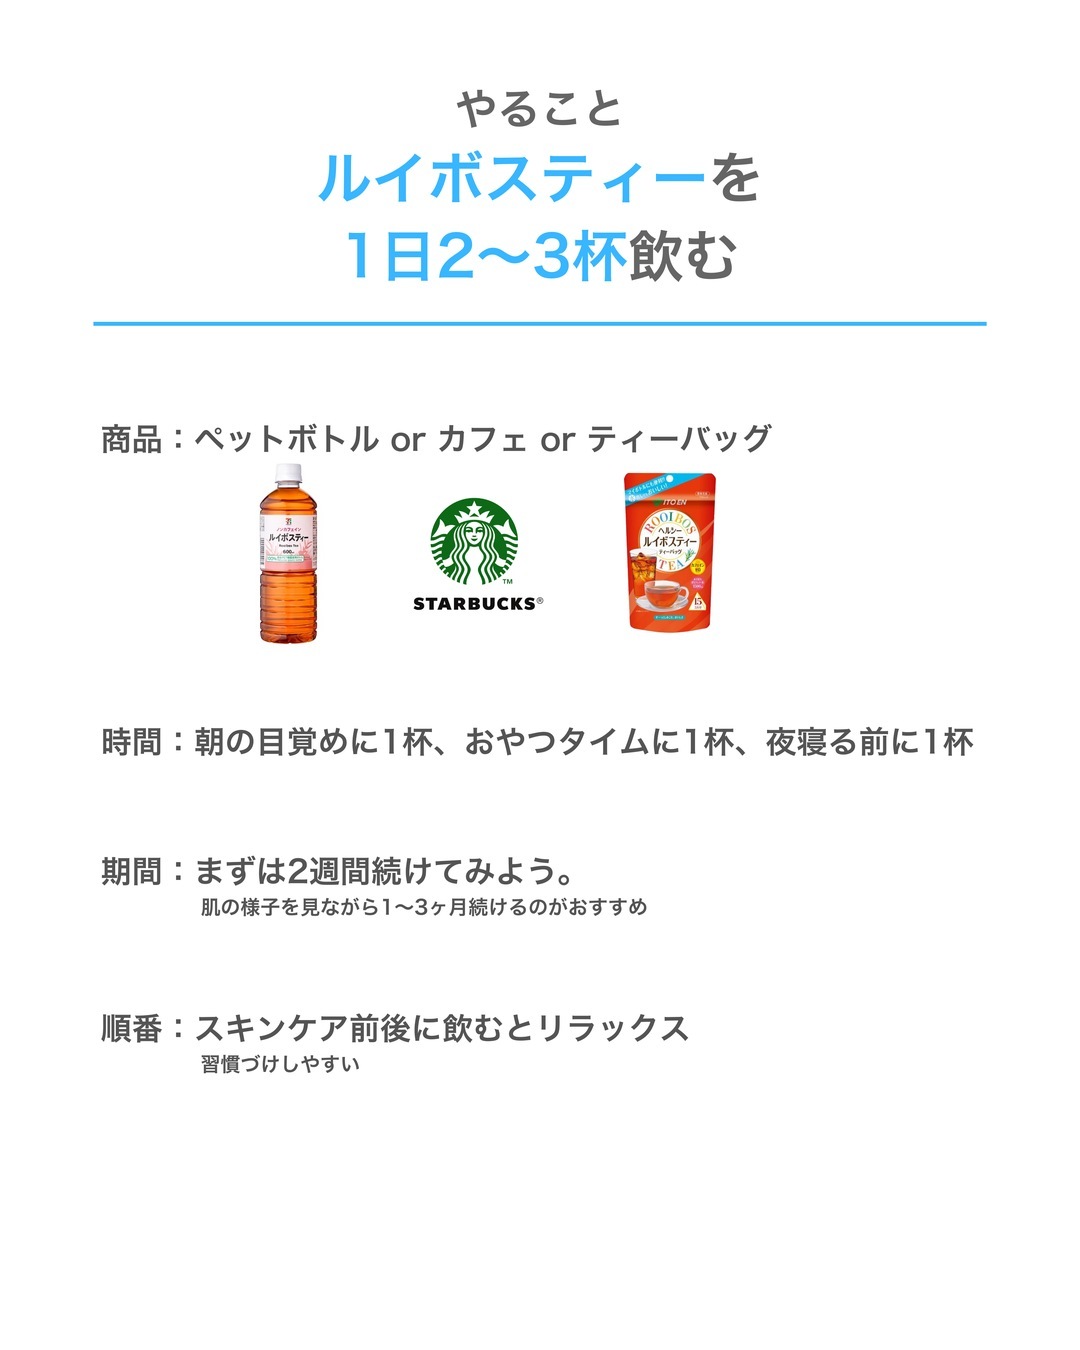 やること
ルイボスティーを
1日2〜3杯飲む
商品：ペットボトル or カフェ or ティーバッグ
ノンカフェイン
ルイボスティー
Rooibos Tea
600ml
STARBUCKS®
TM
ITOEN
ROOIBOS
ヘルシー
ルイボスティー
ティーバッグ
TEA
15
時間：朝の目覚めに1杯、おやつタイムに1杯、夜寝る前に1杯
期間：まずは2週間続けてみよう。
肌の様子を見ながら1〜3ヶ月続けるのがおすすめ
順番：スキンケア前後に飲むとリラックス
習慣づけしやすい